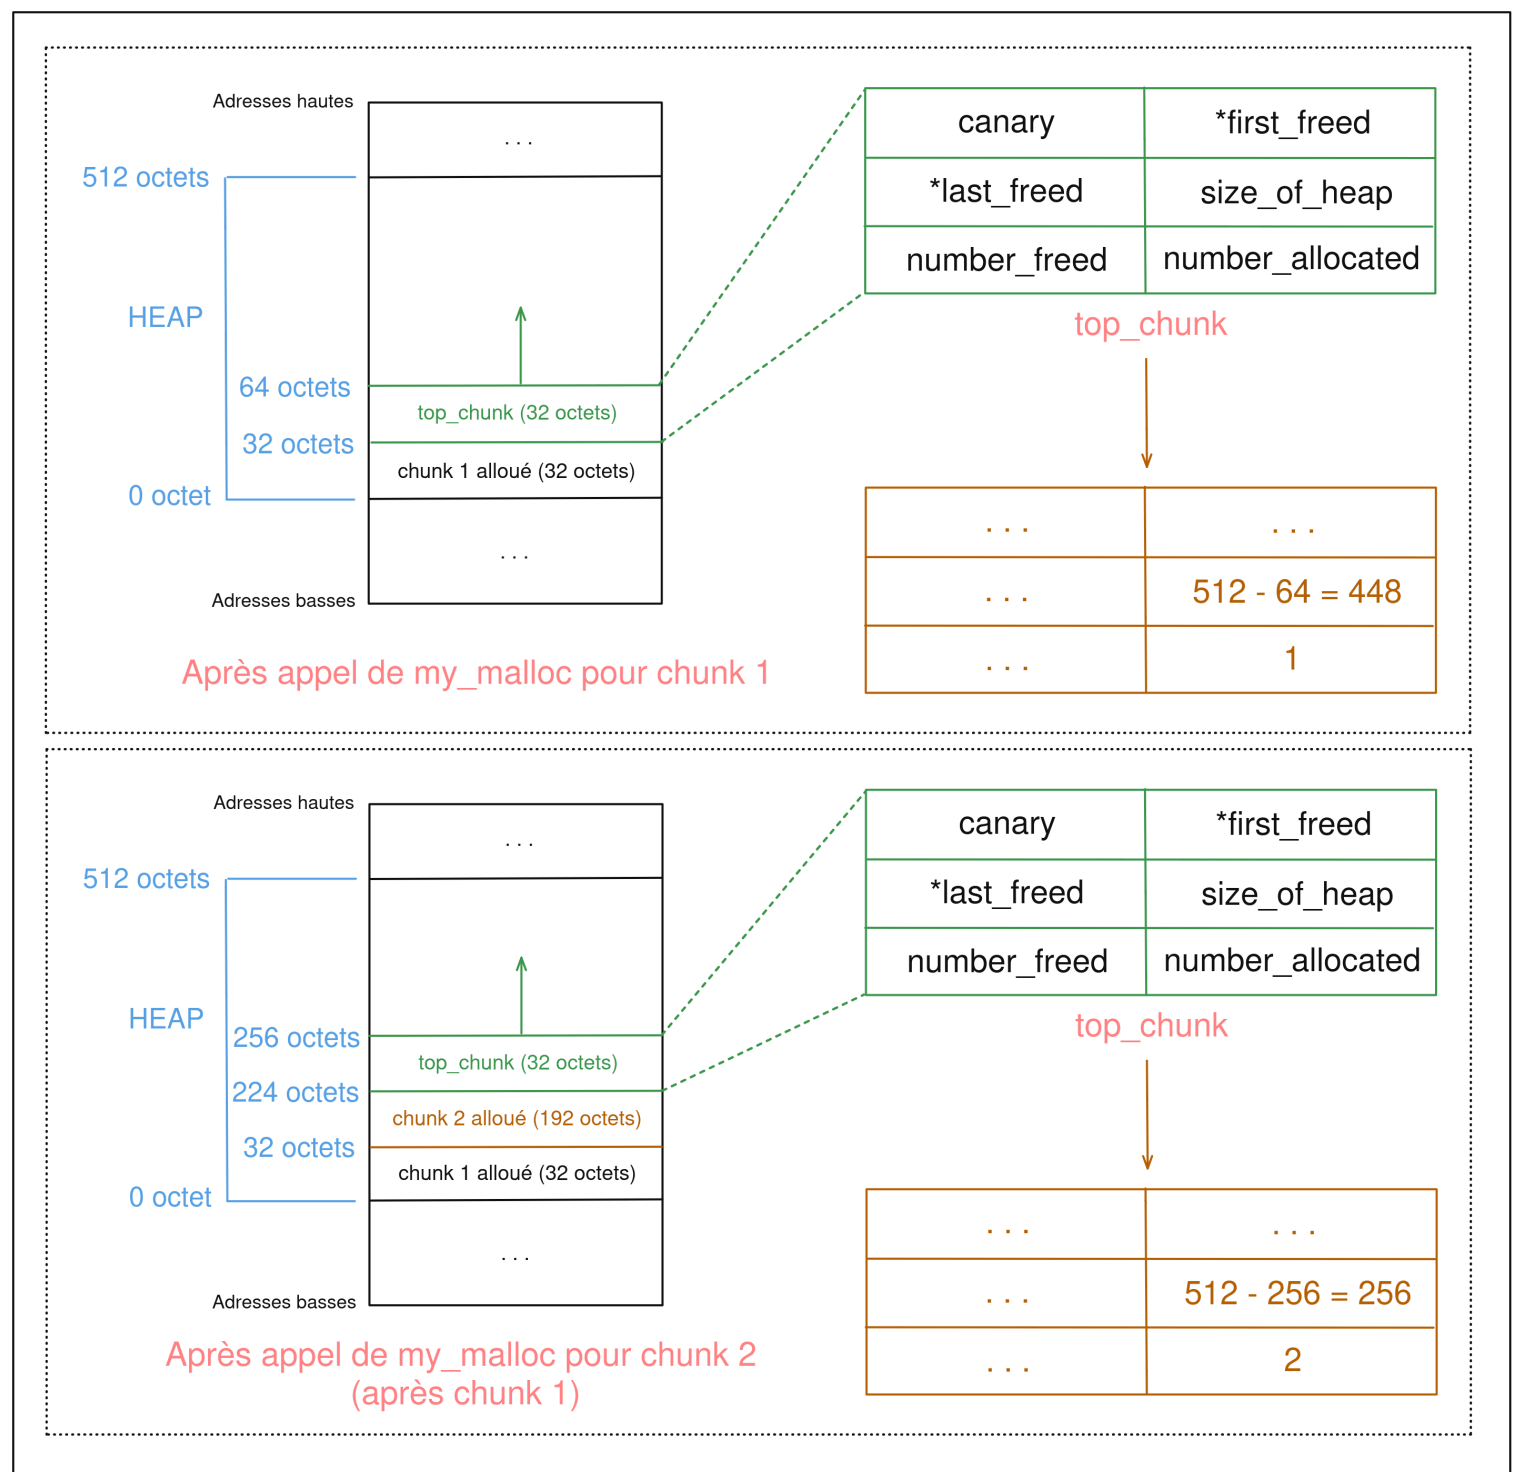 Adresses hautes
. . .
512 octets
HEAP
64 octets
top_chunk (32 octets)
32 octets
chunk 1 alloué (32 octets)
0 octet
. . .
Adresses basses
Après appel de my_malloc pour chunk 1
canary
*first_freed
*last_freed
size_of_heap
number_freed
number_allocated
top_chunk
. . .
. . .
. . .
512 - 64 = 448
. . .
1
Adresses hautes
. . .
512 octets
HEAP
256 octets
top_chunk (32 octets)
224 octets
chunk 2 alloué (192 octets)
32 octets
chunk 1 alloué (32 octets)
0 octet
. . .
Adresses basses
Après appel de my_malloc pour chunk 2
(après chunk 1)
canary
*first_freed
*last_freed
size_of_heap
number_freed
number_allocated
top_chunk
. . .
. . .
. . .
512 - 256 = 256
. . .
2